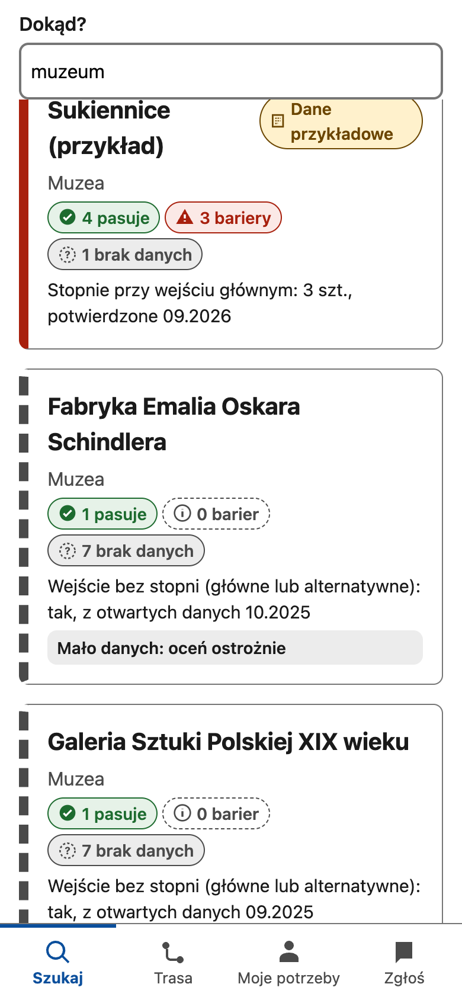 Dokąd?
muzeum
Sukiennice
(przykład)
Dane
przykładowe
Muzea
4 pasuje
3 bariery
1 brak danych
Stopnie przy wejściu głównym: 3 szt.,
potwierdzone 09.2026
Fabryka Emalia Oskara
Schindlera
Muzea
1 pasuje
0 barier
7 brak danych
Wejście bez stopni (główne lub alternatywne):
tak, z otwartych danych 10.2025
Mało danych: oceń ostrożnie
Galeria Sztuki Polskiej XIX wieku
Muzea
1 pasuje
0 barier
7 brak danych
Wejście bez stopni (główne lub alternatywne):
tak, z otwartych danych 09.2025
Szukaj
Trasa
Moje potrzeby
Zgłoś